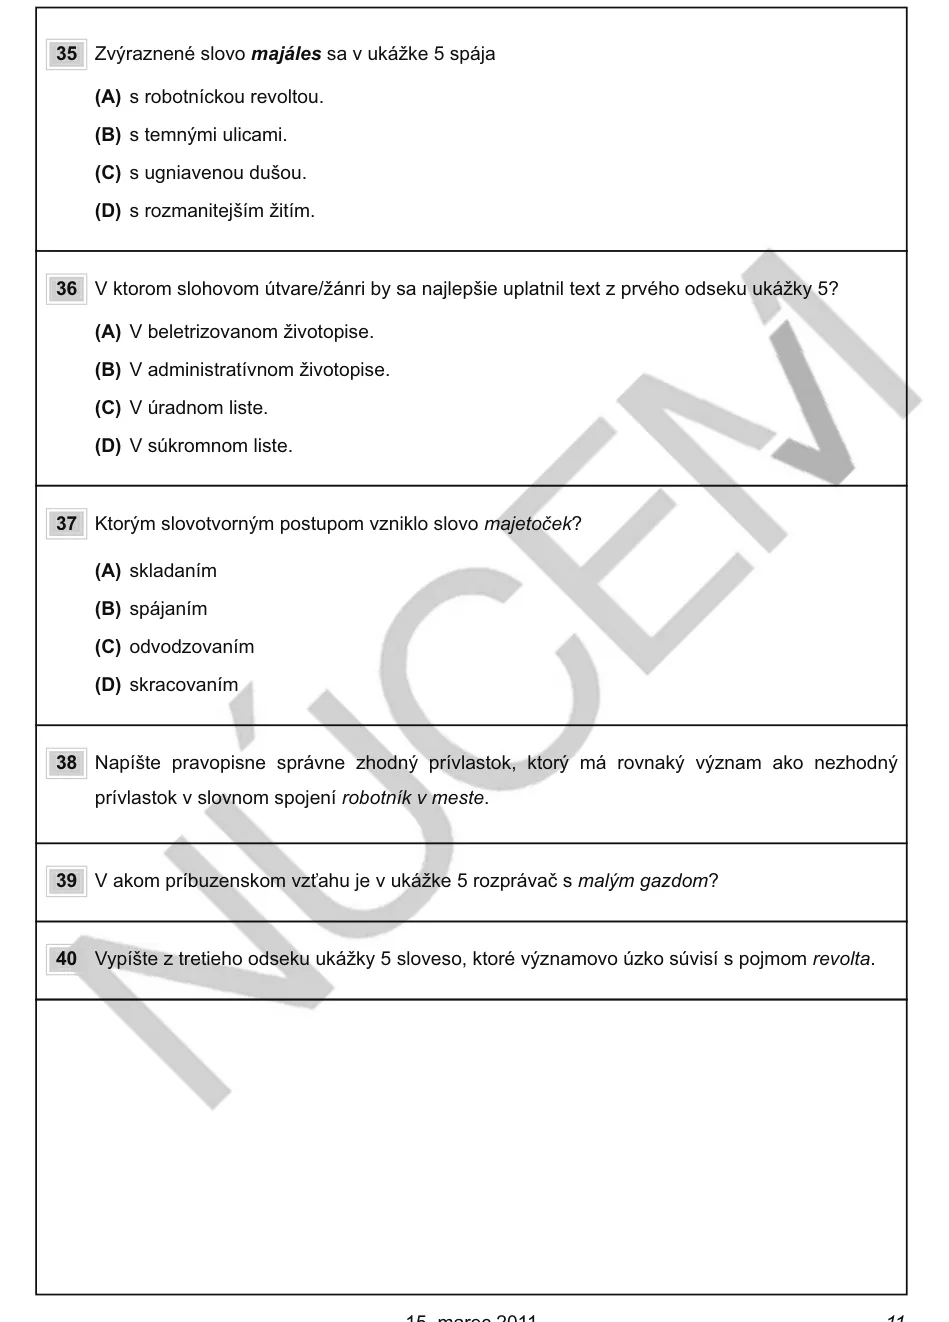 35 Zvýraznené slovo majáles sa v ukážke 5 spája
(A) s robotníckou revoltou.
(B) s temnými ulicami.
(C) s ugniavenou dušou.
(D) s rozmanitejším žitím.
36 V ktorom slohovom útvare/žánri by sa najlepšie uplatnil text z prvého odseku ukážky 5?
(A) V beletrizovanom životopise.
(B) V administratívnom životopise.
(C) V úradnom liste.
(D) V súkromnom liste.
37 Ktorým slovotvorným postupom vzniklo slovo majetoček?
(A) skladaním
(B) spájaním
(C) odvodzovaním
(D) skracovaním
38 Napíšte pravopisne správne zhodný prívlastok, ktorý má rovnaký význam ako nezhodný
prívlastok v slovnom spojení robotník v meste.
39 V akom príbuzenskom vzťahu je v ukážke 5 rozprávač s malým gazdom?
40 Vypíšte z tretieho odseku ukážky 5 sloveso, ktoré významovo úzko súvisí s pojmom revolta.
NÚCEM
15. marec 2011 11